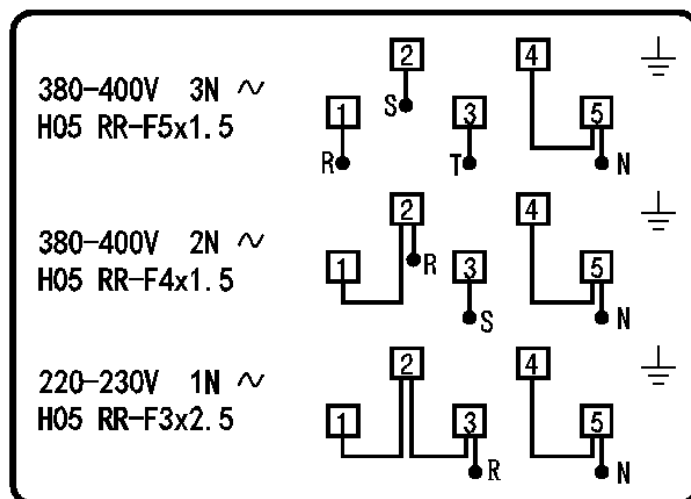 380-400V 3N ~
H05 RR-F5x1.5
1 2 3 4 5
R S T N
380-400V 2N ~
H05 RR-F4x1.5
1 2 3 4 5
R S N
220-230V 1N ~
H05 RR-F3x2.5
1 2 3 4 5
R N